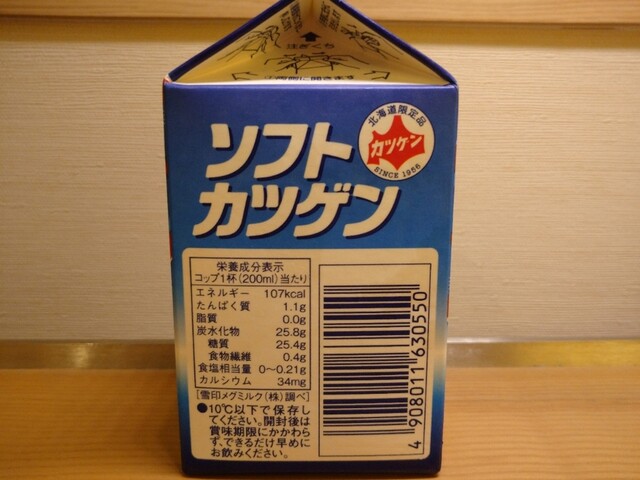 注ぎくち
北海道限定品
カツゲン
SINCE 1956
ソフト
カツゲン
栄養成分表示
コップ1杯(200ml)当たり
エネルギー 107kcal
たんぱく質 1.1g
脂質 0.0g
炭水化物 25.8g
糖質 25.4g
食物繊維 0.4g
食塩相当量 0〜0.21g
カルシウム 34mg
[雪印メグミルク(株)調べ]
●10℃以下で保存し
てください。開封後は
賞味期限にかかわら
ず、できるだけ早めに
お飲みください。
4908011630550